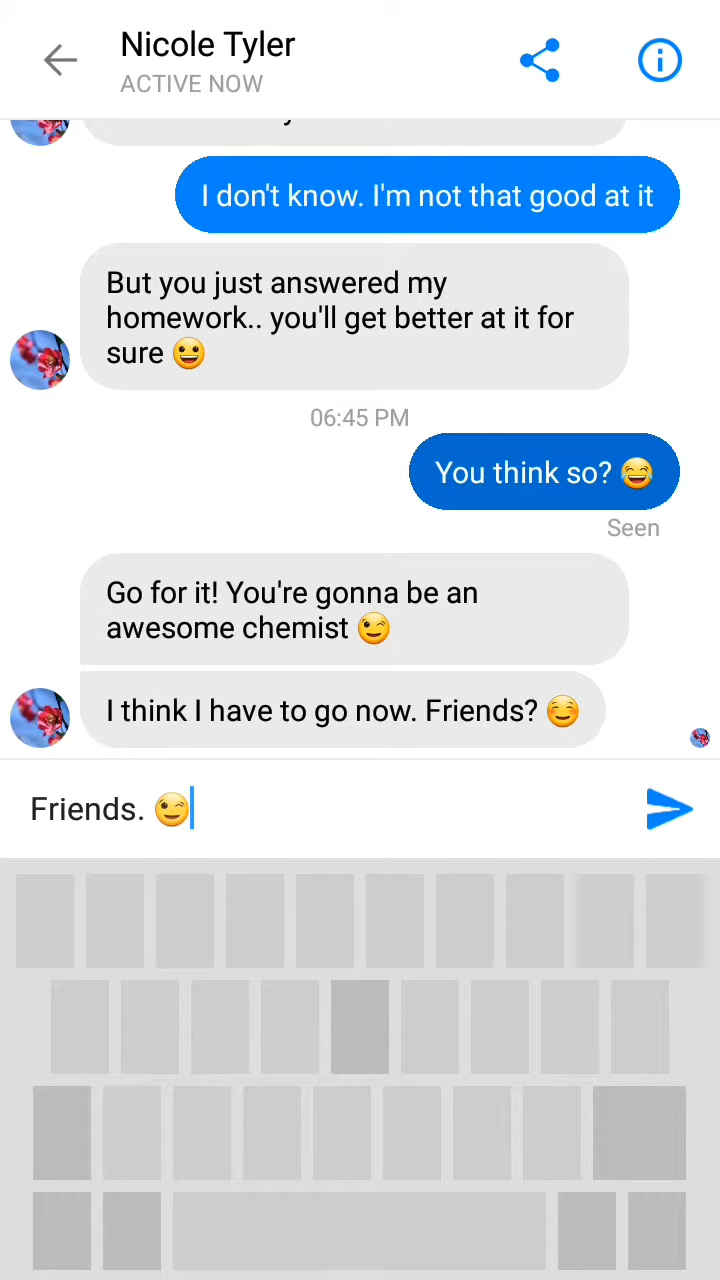 Nicole Tyler
ACTIVE NOW
I don't know. I'm not that good at it
But you just answered my
homework.. you'll get better at it for
sure 😀
06:45 PM
You think so? 😂
Seen
Go for it! You're gonna be an
awesome chemist 😉
I think I have to go now. Friends? ☺️
Friends. 😉